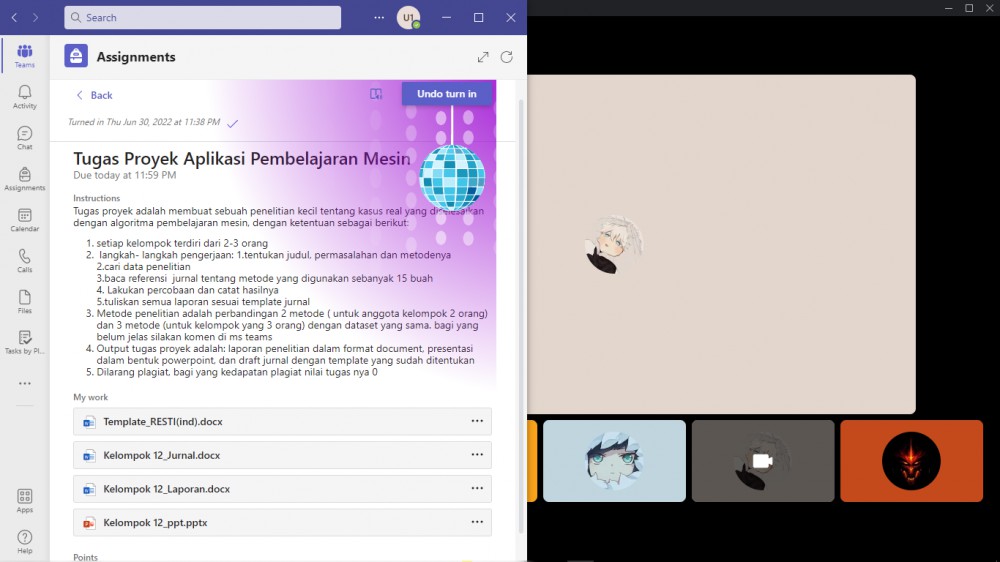 Search
U1
Teams
Activity
Chat
Assignments
Calendar
Calls
Files
Tasks by Pl...
Apps
Help
Assignments
Back
Undo turn in
Turned in Thu Jun 30, 2022 at 11:38 PM
Tugas Proyek Aplikasi Pembelajaran Mesin
Due today at 11:59 PM
Instructions
Tugas proyek adalah membuat sebuah penelitian kecil tentang kasus real yang diselesaikan
dengan algoritma pembelajaran mesin, dengan ketentuan sebagai berikut:
1. setiap kelompok terdiri dari 2-3 orang
2. langkah- langkah pengerjaan: 1.tentukan judul, permasalahan dan metodenya
2.cari data penelitian
3.baca referensi jurnal tentang metode yang digunakan sebanyak 15 buah
4. Lakukan percobaan dan catat hasilnya
5.tuliskan semua laporan sesuai template jurnal
3. Metode penelitian adalah perbandingan 2 metode ( untuk anggota kelompok 2 orang)
dan 3 metode (untuk kelompok yang 3 orang) dengan dataset yang sama. bagi yang
belum jelas silakan komen di ms teams
4. Output tugas proyek adalah: laporan penelitian dalam format document, presentasi
dalam bentuk powerpoint, dan draft jurnal dengan template yang sudah ditentukan
5. Dilarang plagiat, bagi yang kedapatan plagiat nilai tugas nya 0
My work
Template_RESTI(ind).docx
Kelompok 12_Jurnal.docx
Kelompok 12_Laporan.docx
Kelompok 12_ppt.pptx
Points